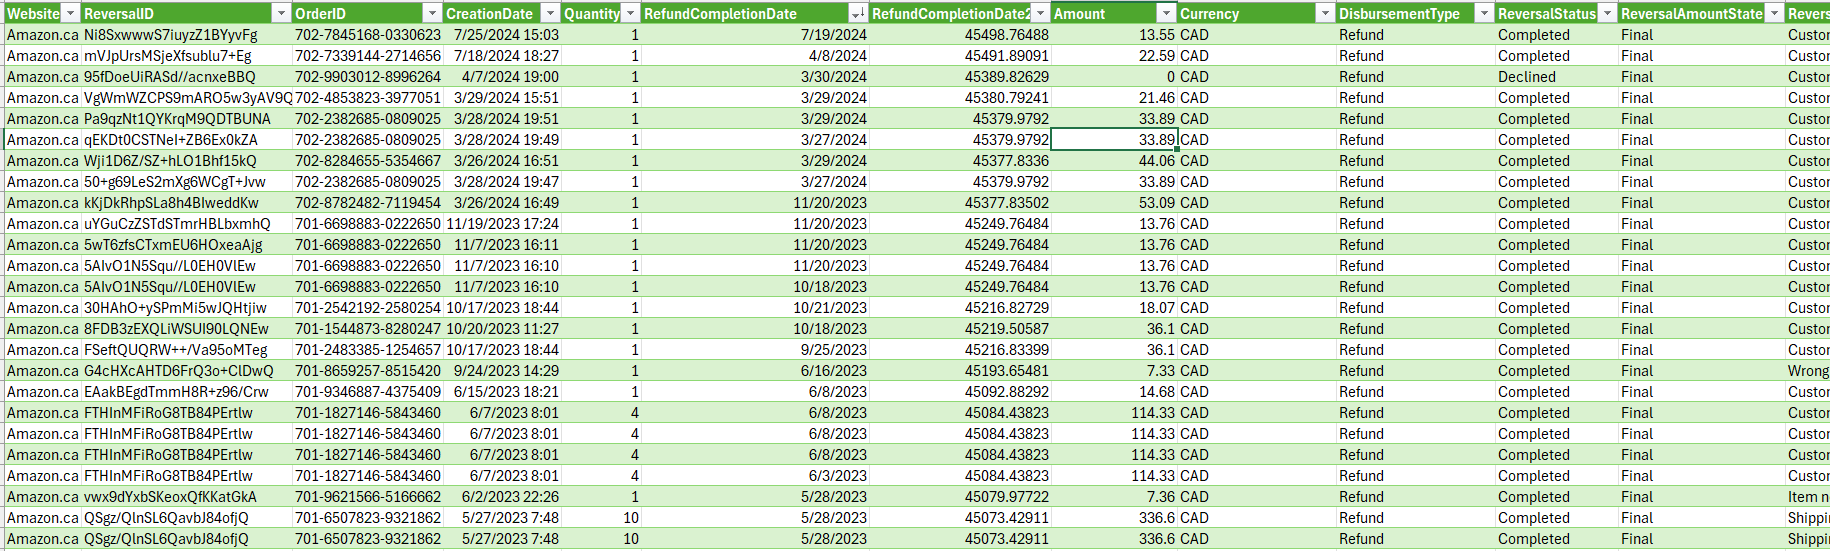 Website ReversalID OrderID CreationDate Quantity RefundCompletionDate RefundCompletionDate2 Amount Currency DisbursementType ReversalStatus ReversalAmountState Revers
Amazon.ca Ni8SxwwwS7iuyzZ1BYyvFg 702-7845168-0330623 7/25/2024 15:03 1 7/19/2024 45498.76488 13.55 CAD Refund Completed Final Custor
Amazon.ca mVJpUrsMSjeXfsublu7+Eg 702-7339144-2714656 7/18/2024 18:27 1 4/8/2024 45491.89091 22.59 CAD Refund Completed Final Custor
Amazon.ca 95fDoeUiRASd//acnxeBBQ 702-9903012-8996264 4/7/2024 19:00 1 3/30/2024 45389.82629 0 CAD Refund Declined Final Custor
Amazon.ca VgWmWZCPS9mARO5w3yAV9Q 702-4853823-3977051 3/29/2024 15:51 1 3/29/2024 45380.79241 21.46 CAD Refund Completed Final Custor
Amazon.ca Pa9qzNt1QYKrqM9QDTBUNA 702-2382685-0809025 3/28/2024 19:51 1 3/29/2024 45379.9792 33.89 CAD Refund Completed Final Custor
Amazon.ca qEKDt0CSTNeI+ZB6Ex0kZA 702-2382685-0809025 3/28/2024 19:49 1 3/27/2024 45379.9792 33.89 CAD Refund Completed Final Custor
Amazon.ca Wji1D6Z/SZ+hLO1Bhf15kQ 702-8284655-5354667 3/26/2024 16:51 1 3/29/2024 45377.8336 44.06 CAD Refund Completed Final Custor
Amazon.ca 50+g69LeS2mXg6WCgT+Jvw 702-2382685-0809025 3/28/2024 19:47 1 3/27/2024 45379.9792 33.89 CAD Refund Completed Final Custor
Amazon.ca kKjDkRhpSLa8h4BIweddKw 702-8782482-7119454 3/26/2024 16:49 1 11/20/2023 45377.83502 53.09 CAD Refund Completed Final Custor
Amazon.ca uYGuCzZSTdSTmrHBLbxmhQ 701-6698883-0222650 11/19/2023 17:24 1 11/20/2023 45249.76484 13.76 CAD Refund Completed Final Custor
Amazon.ca 5wT6zfsCTxmEU6HOxeaAjg 701-6698883-0222650 11/7/2023 16:11 1 11/20/2023 45249.76484 13.76 CAD Refund Completed Final Custor
Amazon.ca 5AIvO1N5Squ//L0EH0VlEw 701-6698883-0222650 11/7/2023 16:10 1 11/20/2023 45249.76484 13.76 CAD Refund Completed Final Custor
Amazon.ca 5AIvO1N5Squ//L0EH0VlEw 701-6698883-0222650 11/7/2023 16:10 1 10/18/2023 45249.76484 13.76 CAD Refund Completed Final Custor
Amazon.ca 30HAhO+ySPmMi5wJQHtjiw 701-2542192-2580254 10/17/2023 18:44 1 10/21/2023 45216.82729 18.07 CAD Refund Completed Final Custor
Amazon.ca 8FDB3zEXQLiWSUI90LQNEw 701-1544873-8280247 10/20/2023 11:27 1 10/18/2023 45219.50587 36.1 CAD Refund Completed Final Custor
Amazon.ca FSeftQUQRW++/Va95oMTeg 701-2483385-1254657 10/17/2023 18:44 1 9/25/2023 45216.83399 36.1 CAD Refund Completed Final Custor
Amazon.ca G4cHXcAHTD6FrQ3o+ClDwQ 701-8659257-8515420 9/24/2023 14:29 1 6/16/2023 45193.65481 7.33 CAD Refund Completed Final Wrong
Amazon.ca EAakBEgdTmmH8R+z96/Crw 701-9346887-4375409 6/15/2023 18:21 1 6/8/2023 45092.88292 14.68 CAD Refund Completed Final Custor
Amazon.ca FTHInMFiRoG8TB84PErtlw 701-1827146-5843460 6/7/2023 8:01 4 6/8/2023 45084.43823 114.33 CAD Refund Completed Final Custor
Amazon.ca FTHInMFiRoG8TB84PErtlw 701-1827146-5843460 6/7/2023 8:01 4 6/8/2023 45084.43823 114.33 CAD Refund Completed Final Custor
Amazon.ca FTHInMFiRoG8TB84PErtlw 701-1827146-5843460 6/7/2023 8:01 4 6/8/2023 45084.43823 114.33 CAD Refund Completed Final Custor
Amazon.ca FTHInMFiRoG8TB84PErtlw 701-1827146-5843460 6/7/2023 8:01 4 6/3/2023 45084.43823 114.33 CAD Refund Completed Final Custor
Amazon.ca vwx9dYxbSKeoxQfKKatGkA 701-9621566-5166662 6/2/2023 22:26 1 5/28/2023 45079.97722 7.36 CAD Refund Completed Final Item n
Amazon.ca QSgz/QlnSL6QavbJ84ofjQ 701-6507823-9321862 5/27/2023 7:48 10 5/28/2023 45073.42911 336.6 CAD Refund Completed Final Shippi
Amazon.ca QSgz/QlnSL6QavbJ84ofjQ 701-6507823-9321862 5/27/2023 7:48 10 5/28/2023 45073.42911 336.6 CAD Refund Completed Final Shippi